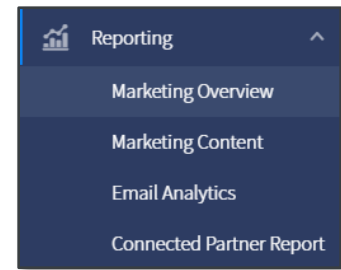 Reporting
Marketing Overview
Marketing Content
Email Analytics
Connected Partner Report